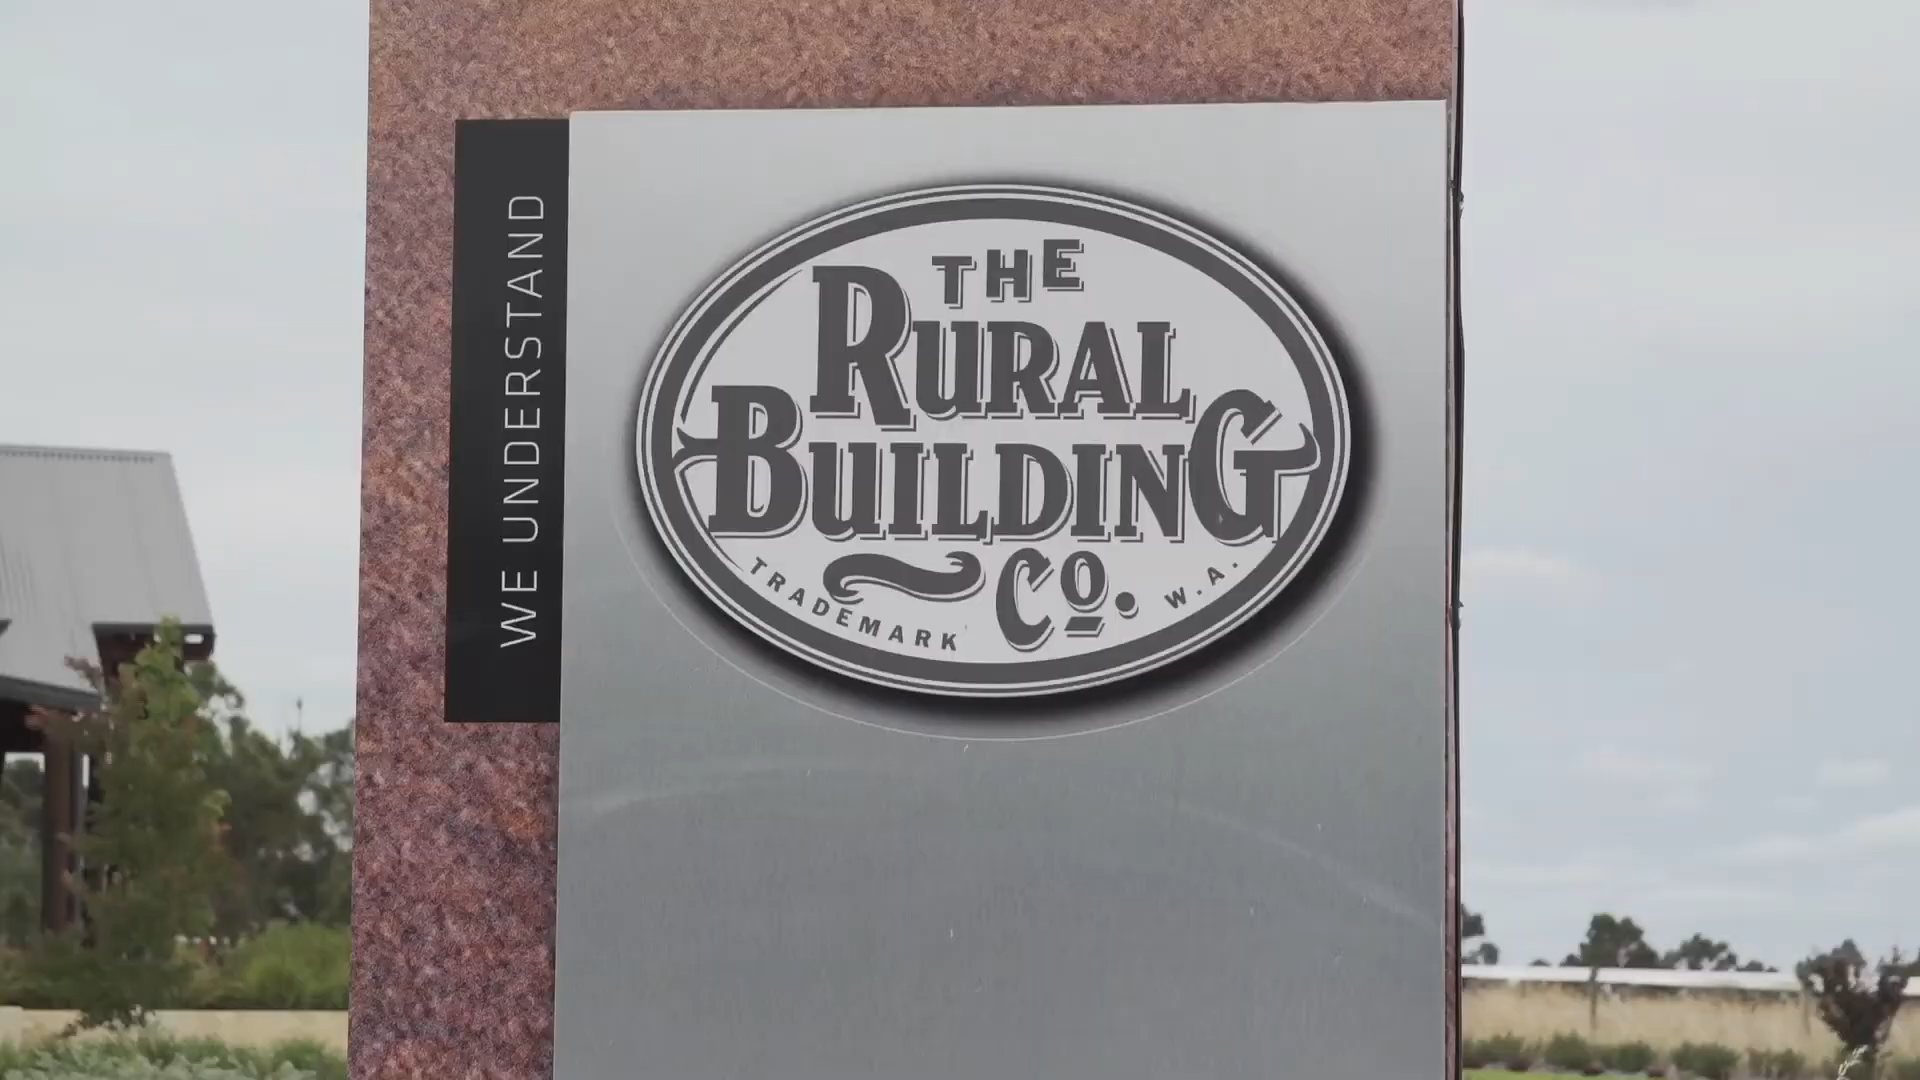 WE UNDERSTAND
THE
RURAL
BUILDING
Co.
TRADEMARK
W.A.